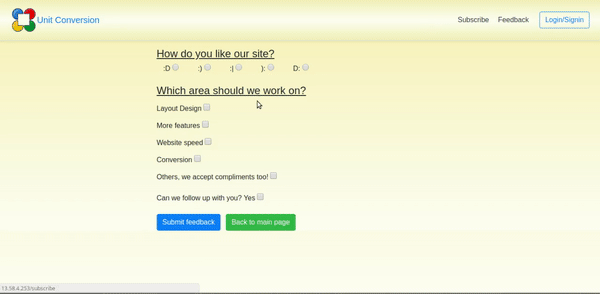 Unit Conversion Subscribe Feedback Login/Signin
How do you like our site?
:D :) :| ): D:
Which area should we work on?
Layout Design
More features
Website speed
Conversion
Others, we accept compliments too!
Can we follow up with you? Yes
Submit feedback Back to main page
13.58.4.253/subscribe